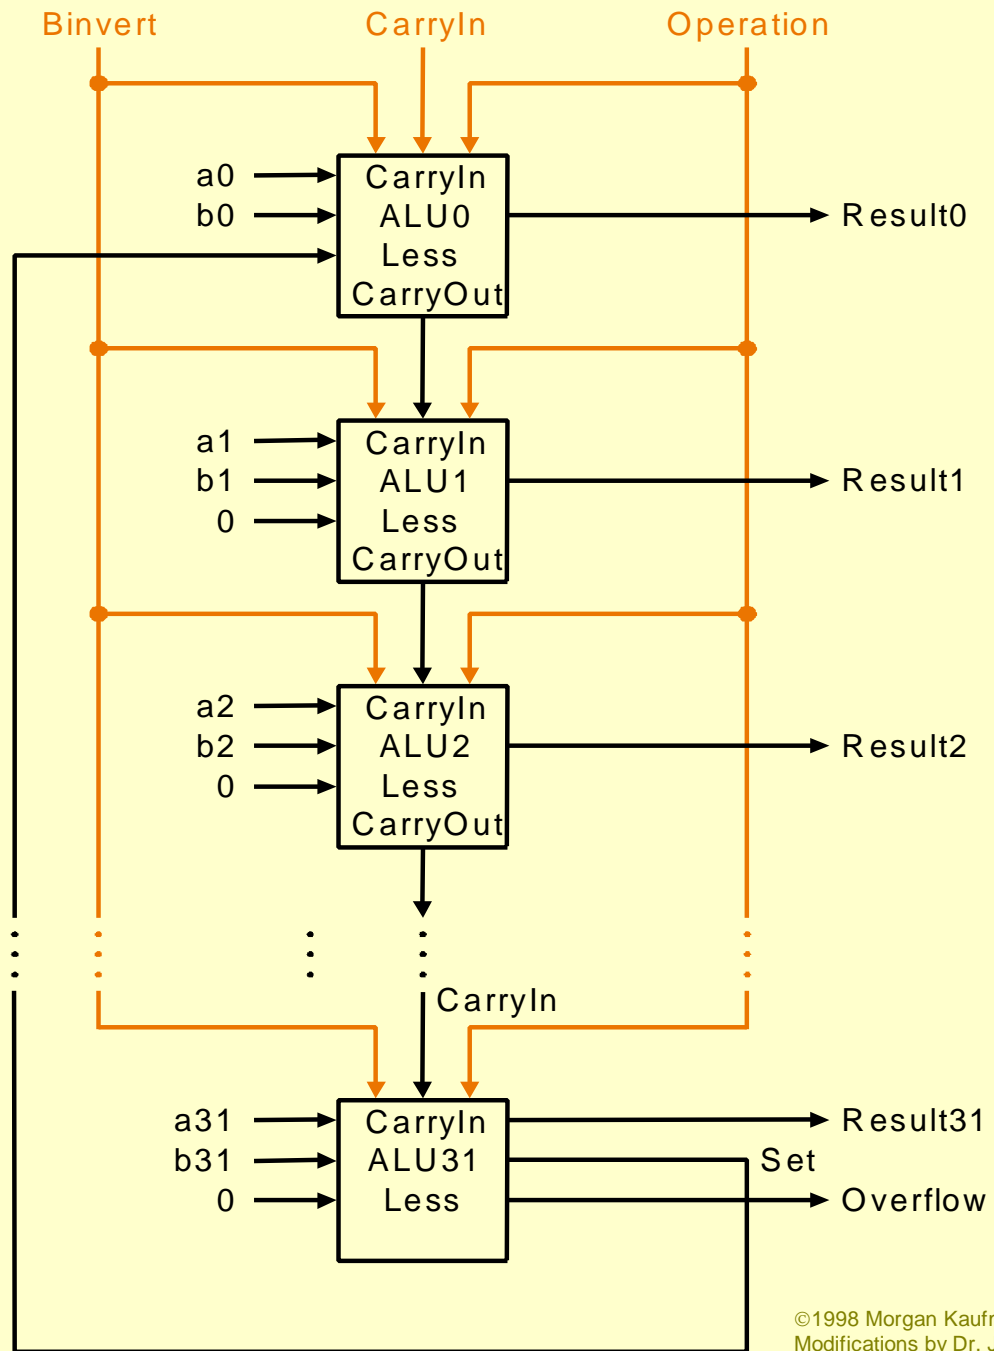 Binvert CarryIn Operation
a0 CarryIn
b0 ALU0 Result0
Less
CarryOut
a1 CarryIn
b1 ALU1 Result1
0 Less
CarryOut
a2 CarryIn
b2 ALU2 Result2
0 Less
CarryOut
CarryIn
a31 CarryIn Result31
b31 ALU31 Set
0 Less Overflow
©1998 Morgan
Modifications by Dr.